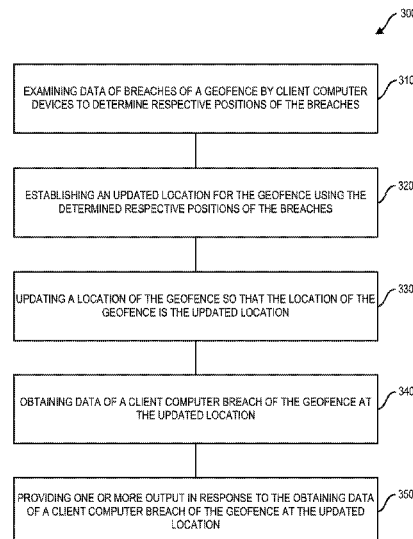 300
EXAMINING DATA OF BREACHES OF A GEOFENCE BY CLIENT COMPUTER
DEVICES TO DETERMINE RESPECTIVE POSITIONS OF THE BREACHES
310
ESTABLISHING AN UPDATED LOCATION FOR THE GEOFENCE USING THE
DETERMINED RESPECTIVE POSITIONS OF THE BREACHES
320
UPDATING A LOCATION OF THE GEOFENCE SO THAT THE LOCATION OF THE
GEOFENCE IS THE UPDATED LOCATION
330
OBTAINING DATA OF A CLIENT COMPUTER BREACH OF THE GEOFENCE AT
THE UPDATED LOCATION
340
PROVIDING ONE OR MORE OUTPUT IN RESPONSE TO THE OBTAINING DATA
OF A CLIENT COMPUTER BREACH OF THE GEOFENCE AT THE UPDATED
LOCATION
350